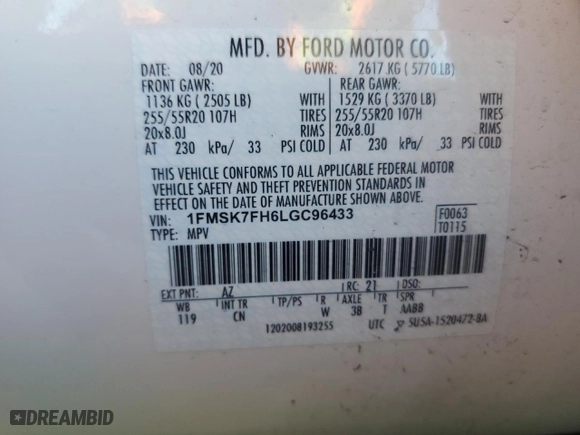 MFD. BY FORD MOTOR CO.
DATE: 08/20 GVWR: 2617 KG ( 5770 LB)
FRONT GAWR: REAR GAWR:
1136 KG ( 2505 LB) WITH 1529 KG ( 3370 LB) WITH
255/55R20 107H TIRES 255/55R20 107H TIRES
20x8.0J RIMS 20x8.0J RIMS
AT 230 kPa/ 33 PSI COLD AT 230 kPa/ 33 PSI COLD
THIS VEHICLE CONFORMS TO ALL APPLICABLE FEDERAL MOTOR
VEHICLE SAFETY AND THEFT PREVENTION STANDARDS IN
EFFECT ON THE DATE OF MANUFACTURE SHOWN ABOVE.
VIN: 1FMSK7FH6LGC96433 F0063
TYPE: MPV T0115
EXT PNT: AZ RC: 21 DSO:
WB INT TR TP/PS R AXLE TR SPR
119 CN W 38 T AABB
1202008193255 UTC 5U5A-1520472-BA
DREAMBID